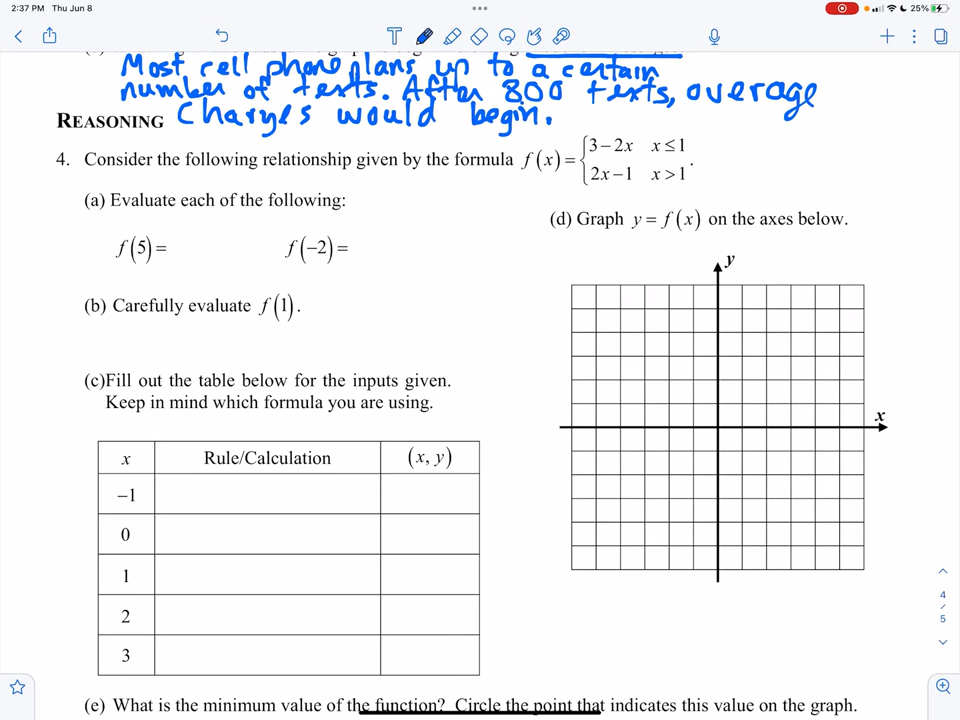 2:37 PM Thu Jun 8
25%
Most cell phone plans up to a certain
number of texts. After 800 texts, overage
charges would begin.
REASONING
4. Consider the following relationship given by the formula f(x) = { 3 − 2x x ≤ 1
2x − 1 x > 1 .
(a) Evaluate each of the following:
f(5) = f(−2) =
(b) Carefully evaluate f(1).
(c)Fill out the table below for the inputs given.
Keep in mind which formula you are using.
x Rule/Calculation (x, y)
−1
0
1
2
3
(d) Graph y = f(x) on the axes below.
y
x
4
/
5
(e) What is the minimum value of the function? Circle the point that indicates this value on the graph.